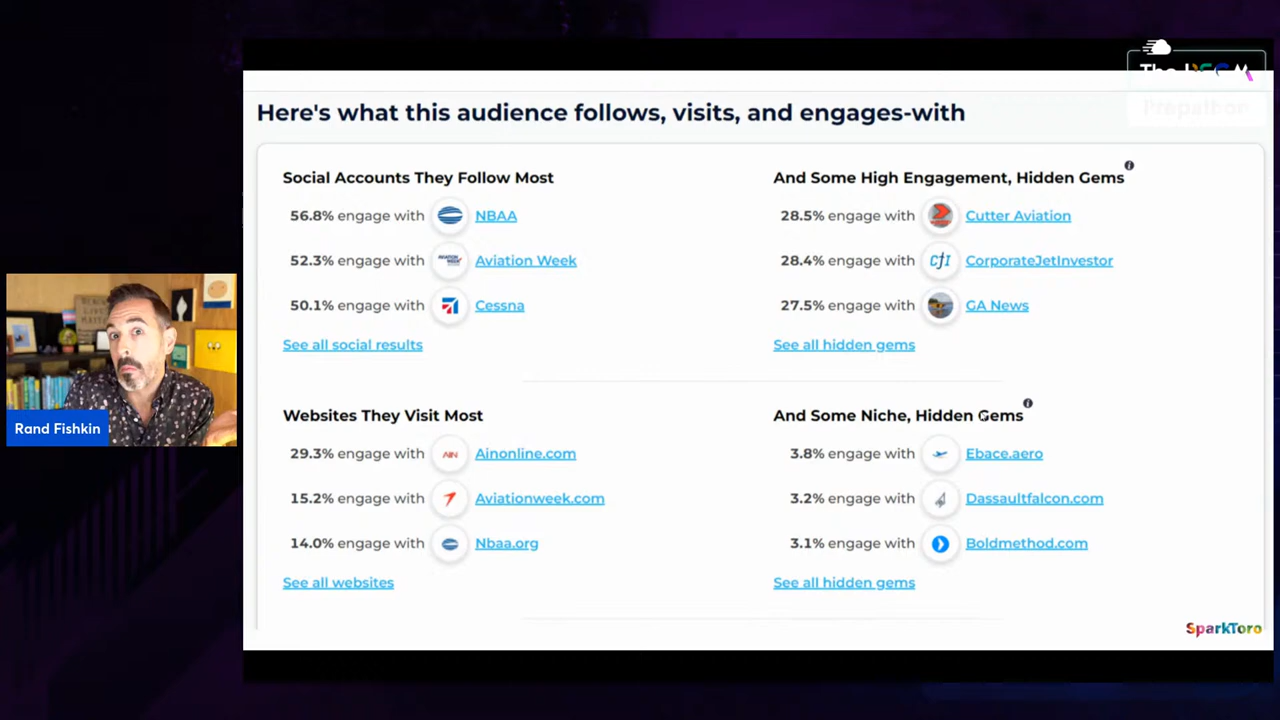 Here's what this audience follows, visits, and engages-with
Social Accounts They Follow Most
56.8% engage with NBAA
52.3% engage with Aviation Week
50.1% engage with Cessna
See all social results
And Some High Engagement, Hidden Gems
28.5% engage with Cutter Aviation
28.4% engage with CJI CorporateJetInvestor
27.5% engage with GA News
See all hidden gems
Websites They Visit Most
29.3% engage with AIN Ainonline.com
15.2% engage with Aviationweek.com
14.0% engage with Nbaa.org
See all websites
And Some Niche, Hidden Gems
3.8% engage with Ebace.aero
3.2% engage with Dassaultfalcon.com
3.1% engage with Boldmethod.com
See all hidden gems
SparkToro
Rand Fishkin